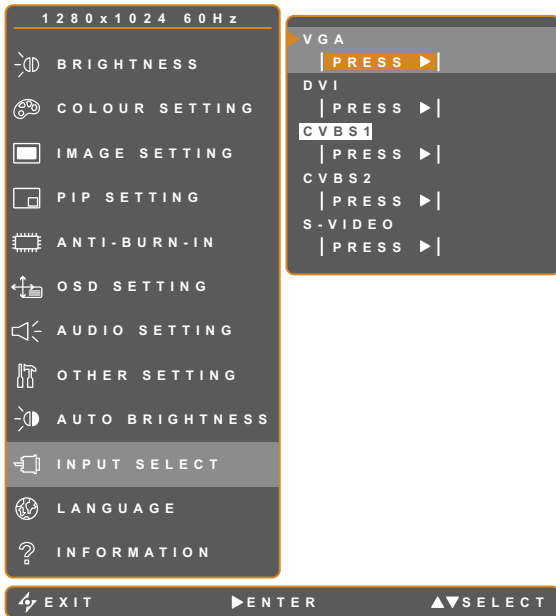 1280x1024 60Hz
BRIGHTNESS
COLOUR SETTING
IMAGE SETTING
PIP SETTING
ANTI-BURN-IN
OSD SETTING
AUDIO SETTING
OTHER SETTING
AUTO BRIGHTNESS
INPUT SELECT
LANGUAGE
INFORMATION
VGA
PRESS
DVI
PRESS
CVBS1
PRESS
CVBS2
PRESS
S-VIDEO
PRESS
EXIT ENTER SELECT